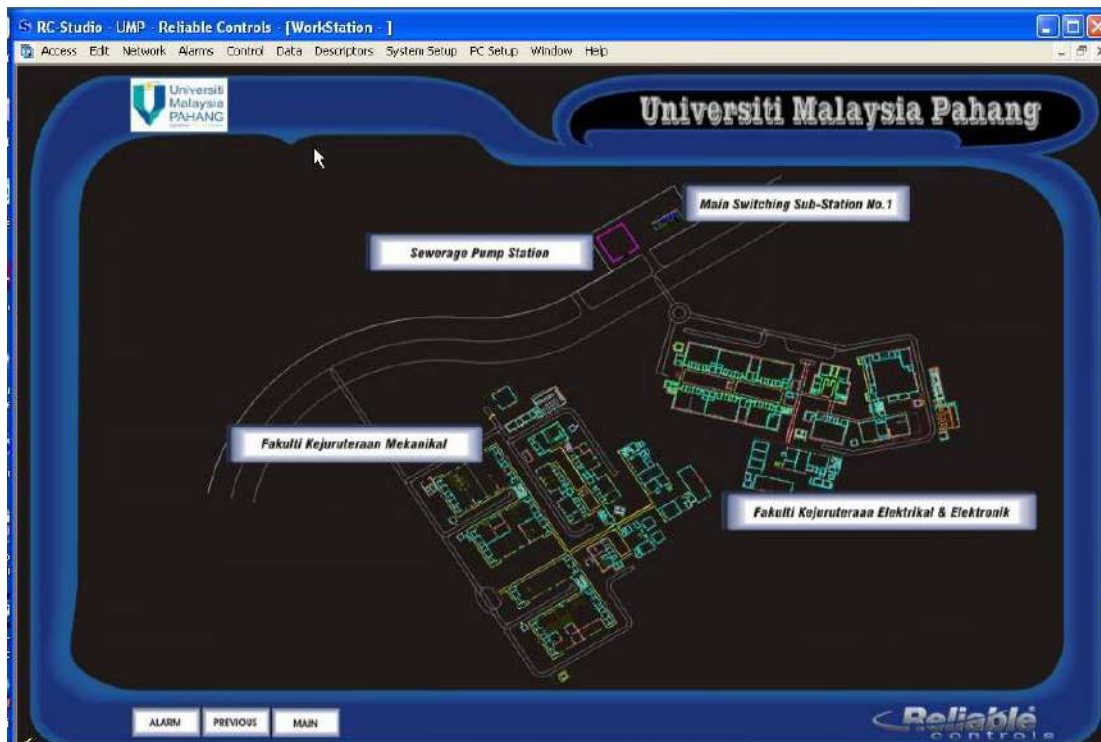 RC-Studio - UMP - Reliable Controls - [WorkStation - ]
Access Edit Network Alarms Control Data Descriptors System Setup PC Setup Window Help
Universiti
Malaysia
PAHANG
Universiti Malaysia Pahang
Main Switching Sub-Station No.1
Sewerage Pump Station
Fakulti Kejuruteraan Mekanikal
Fakulti Kejuruteraan Elektrikal & Elektronik
ALARM PREVIOUS MAIN
Reliable
controls